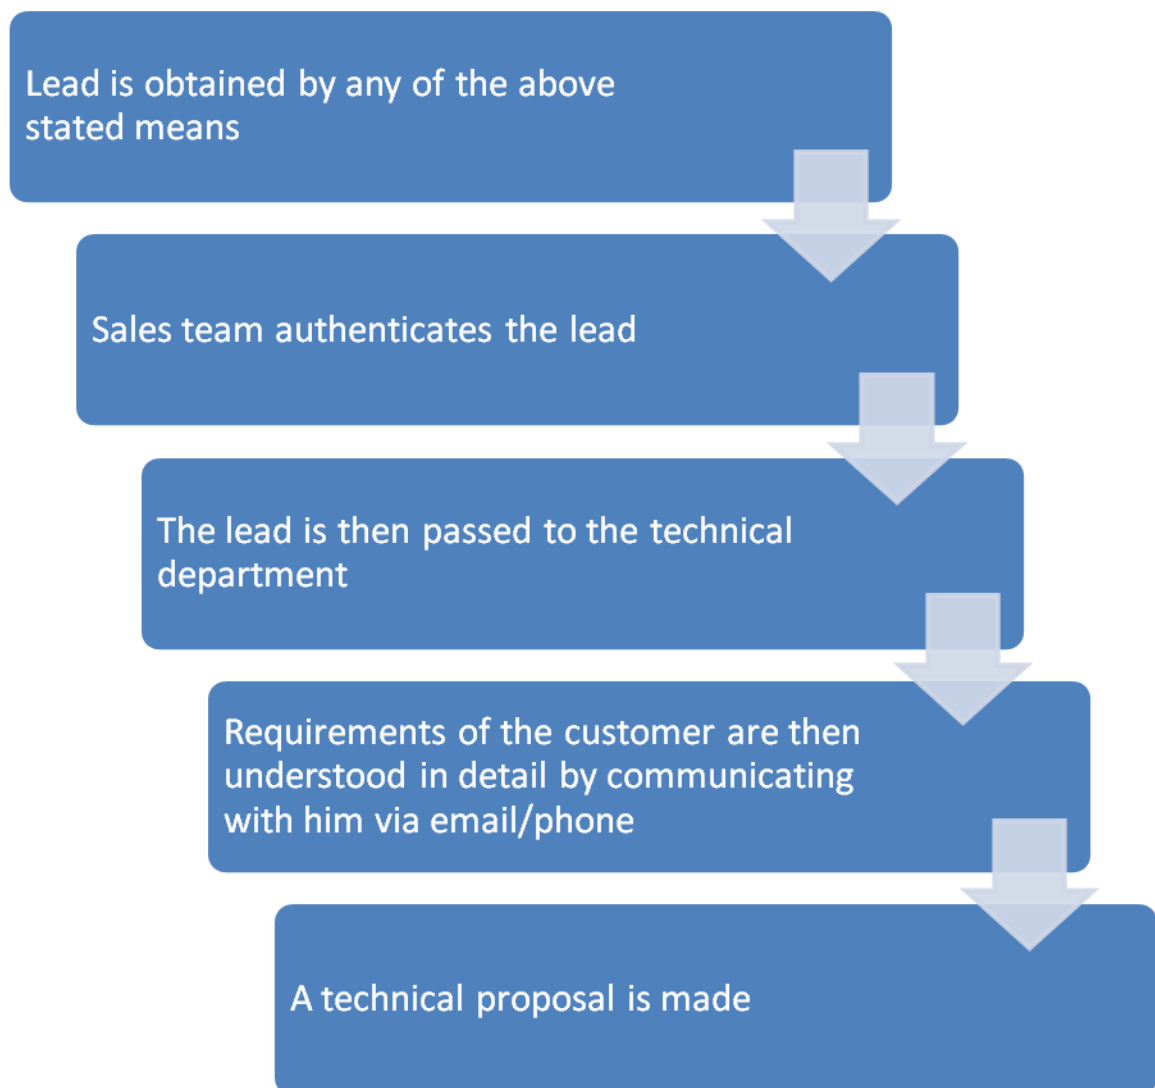 Lead is obtained by any of the above
stated means
Sales team authenticates the lead
The lead is then passed to the technical
department
Requirements of the customer are then
understood in detail by communicating
with him via email/phone
A technical proposal is made